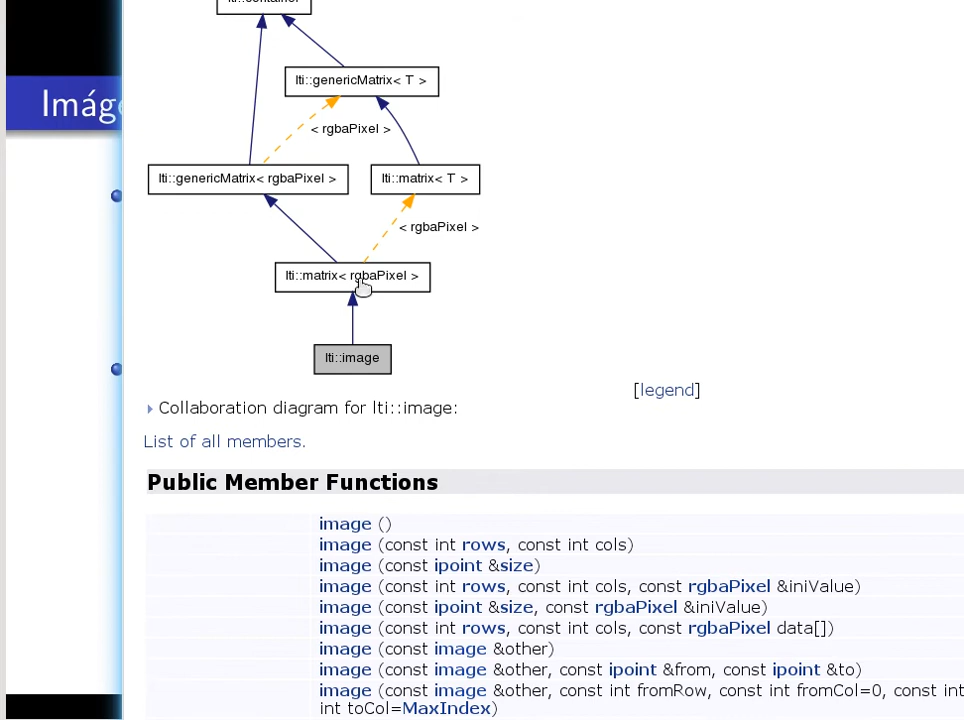 lti::container
lti::genericMatrix< T >
Imág
< rgbaPixel >
lti::genericMatrix< rgbaPixel >
lti::matrix< T >
< rgbaPixel >
lti::matrix< rgbaPixel >
lti::image
[legend]
Collaboration diagram for lti::image:
List of all members.
Public Member Functions
image ()
image (const int rows, const int cols)
image (const ipoint &size)
image (const int rows, const int cols, const rgbaPixel &iniValue)
image (const ipoint &size, const rgbaPixel &iniValue)
image (const int rows, const int cols, const rgbaPixel data[])
image (const image &other)
image (const image &other, const ipoint &from, const ipoint &to)
image (const image &other, const int fromRow, const int fromCol=0, const int
int toCol=MaxIndex)